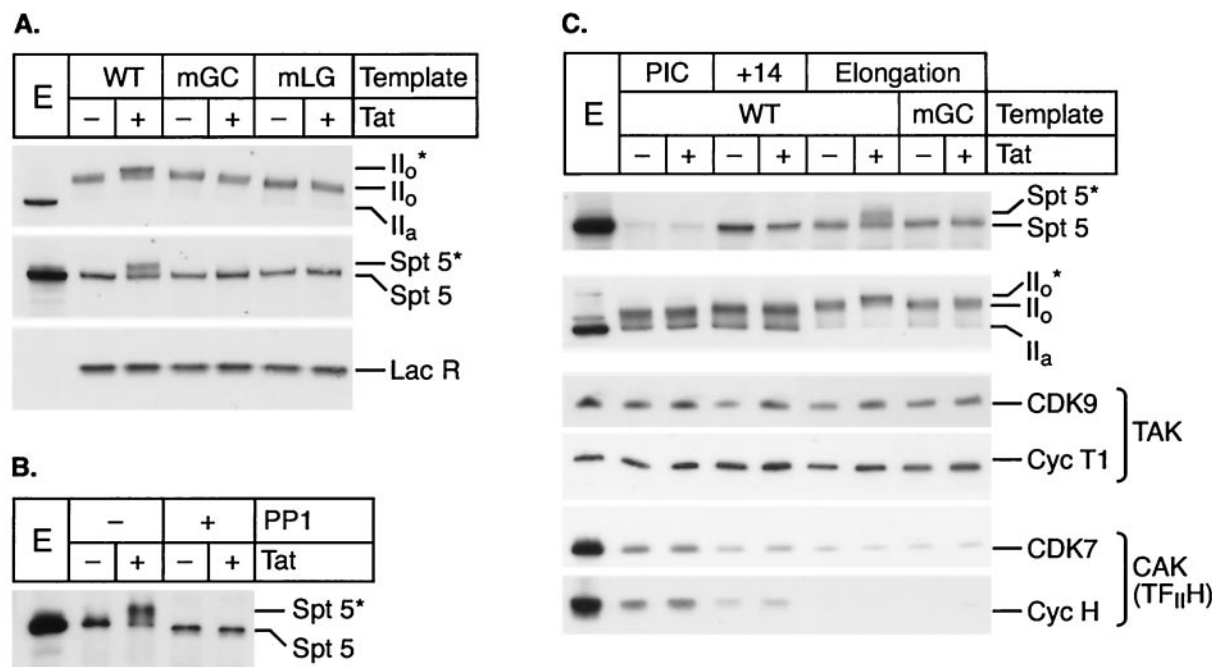 A.
E WT mGC mLG Template
− + − + − + Tat
IIo*
IIo
IIa
Spt 5*
Spt 5
Lac R
B.
E − + PP1
− + − + Tat
Spt 5*
Spt 5
C.
E PIC +14 Elongation
WT mGC Template
− + − + − + − + Tat
Spt 5*
Spt 5
IIo*
IIo
IIa
CDK9
Cyc T1
TAK
CDK7
Cyc H
CAK
(TFIIH)